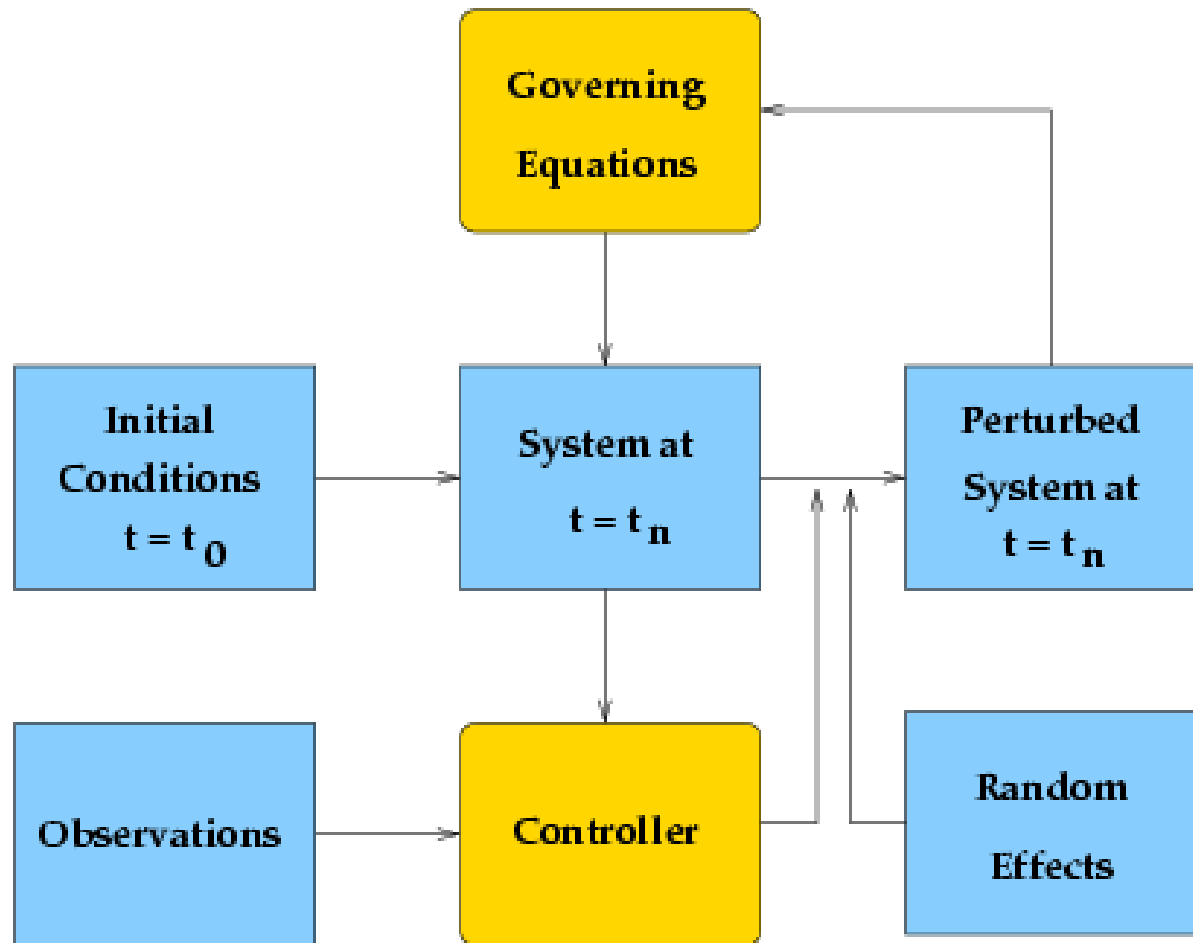 Governing
Equations
Initial
Conditions
t = t 0
System at
t = t n
Perturbed
System at
t = t n
Observations
Controller
Random
Effects